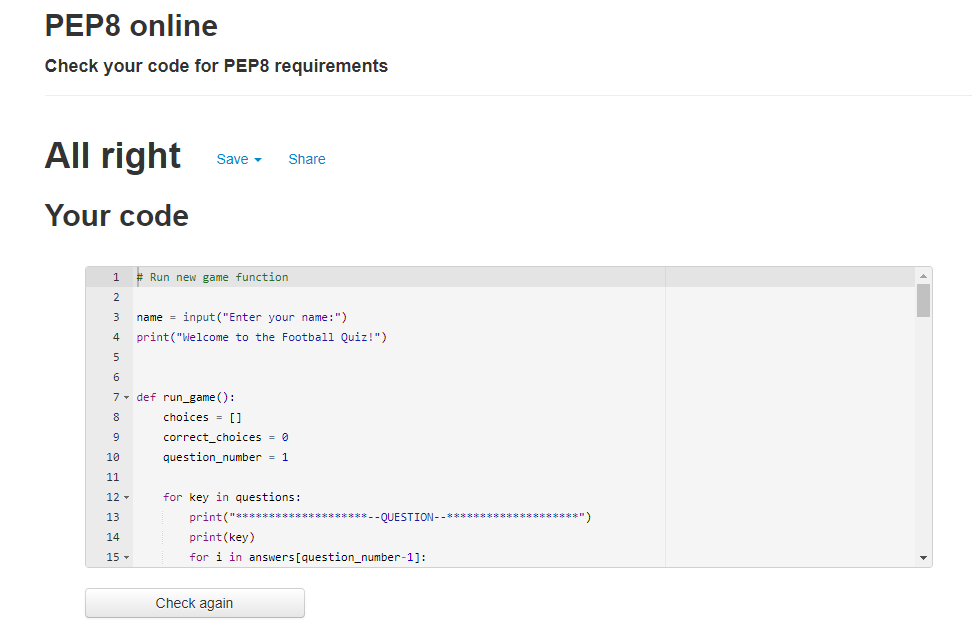 PEP8 online
Check your code for PEP8 requirements
All right Save Share
Your code
1 # Run new game function
2
3 name = input("Enter your name:")
4 print("Welcome to the Football Quiz!")
5
6
7 def run_game():
8 choices = []
9 correct_choices = 0
10 question_number = 1
11
12 for key in questions:
13 print("********************--QUESTION--********************")
14 print(key)
15 for i in answers[question_number-1]:
Check again